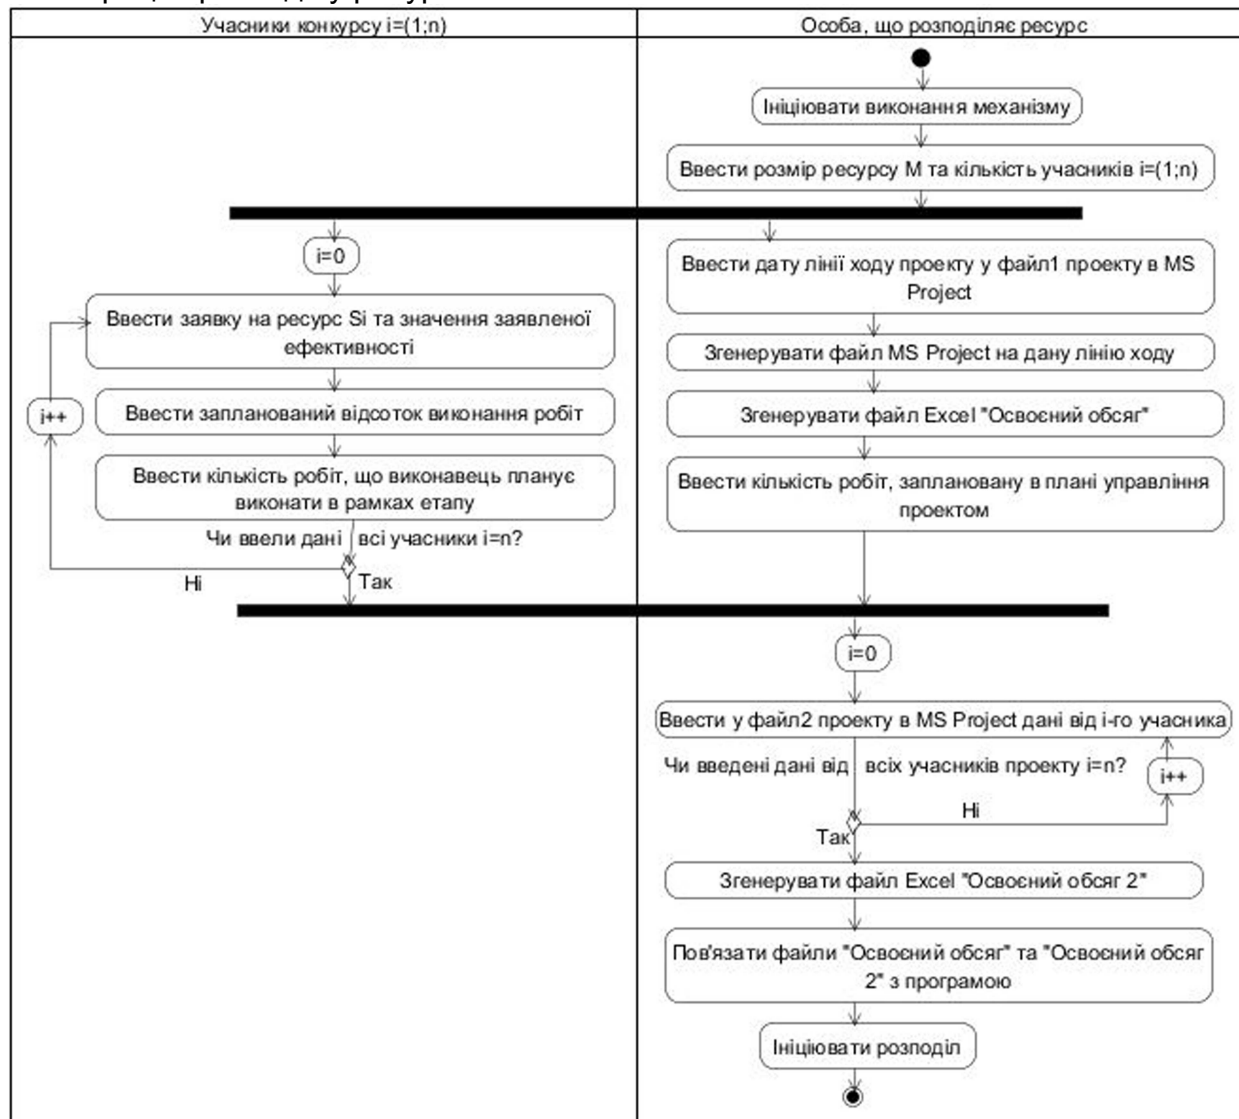 Учасники конкурсу i=(1;n)
Особа, що розподіляє ресурс
Ініціювати виконання механізму
Ввести розмір ресурсу M та кількість учасників i=(1;n)
i=0
Ввести заявку на ресурс Si та значення заявленої
ефективності
i++
Ввести запланований відсоток виконання робіт
Ввести кількість робіт, що виконавець планує
виконати в рамках етапу
Чи ввели дані всі учасники i=n?
Ні
Так
Ввести дату лінії ходу проекту у файл1 проекту в MS
Project
Згенерувати файл MS Project на дану лінію ходу
Згенерувати файл Excel "Освоєний обсяг"
Ввести кількість робіт, заплановану в плані управління
проектом
i=0
Ввести у файл2 проекту в MS Project дані від i-го учасника
Чи введені дані від всіх учасників проекту i=n?
i++
Ні
Так
Згенерувати файл Excel "Освоєний обсяг 2"
Пов'язати файли "Освоєний обсяг" та "Освоєний обсяг
2" з програмою
Ініціювати розподіл